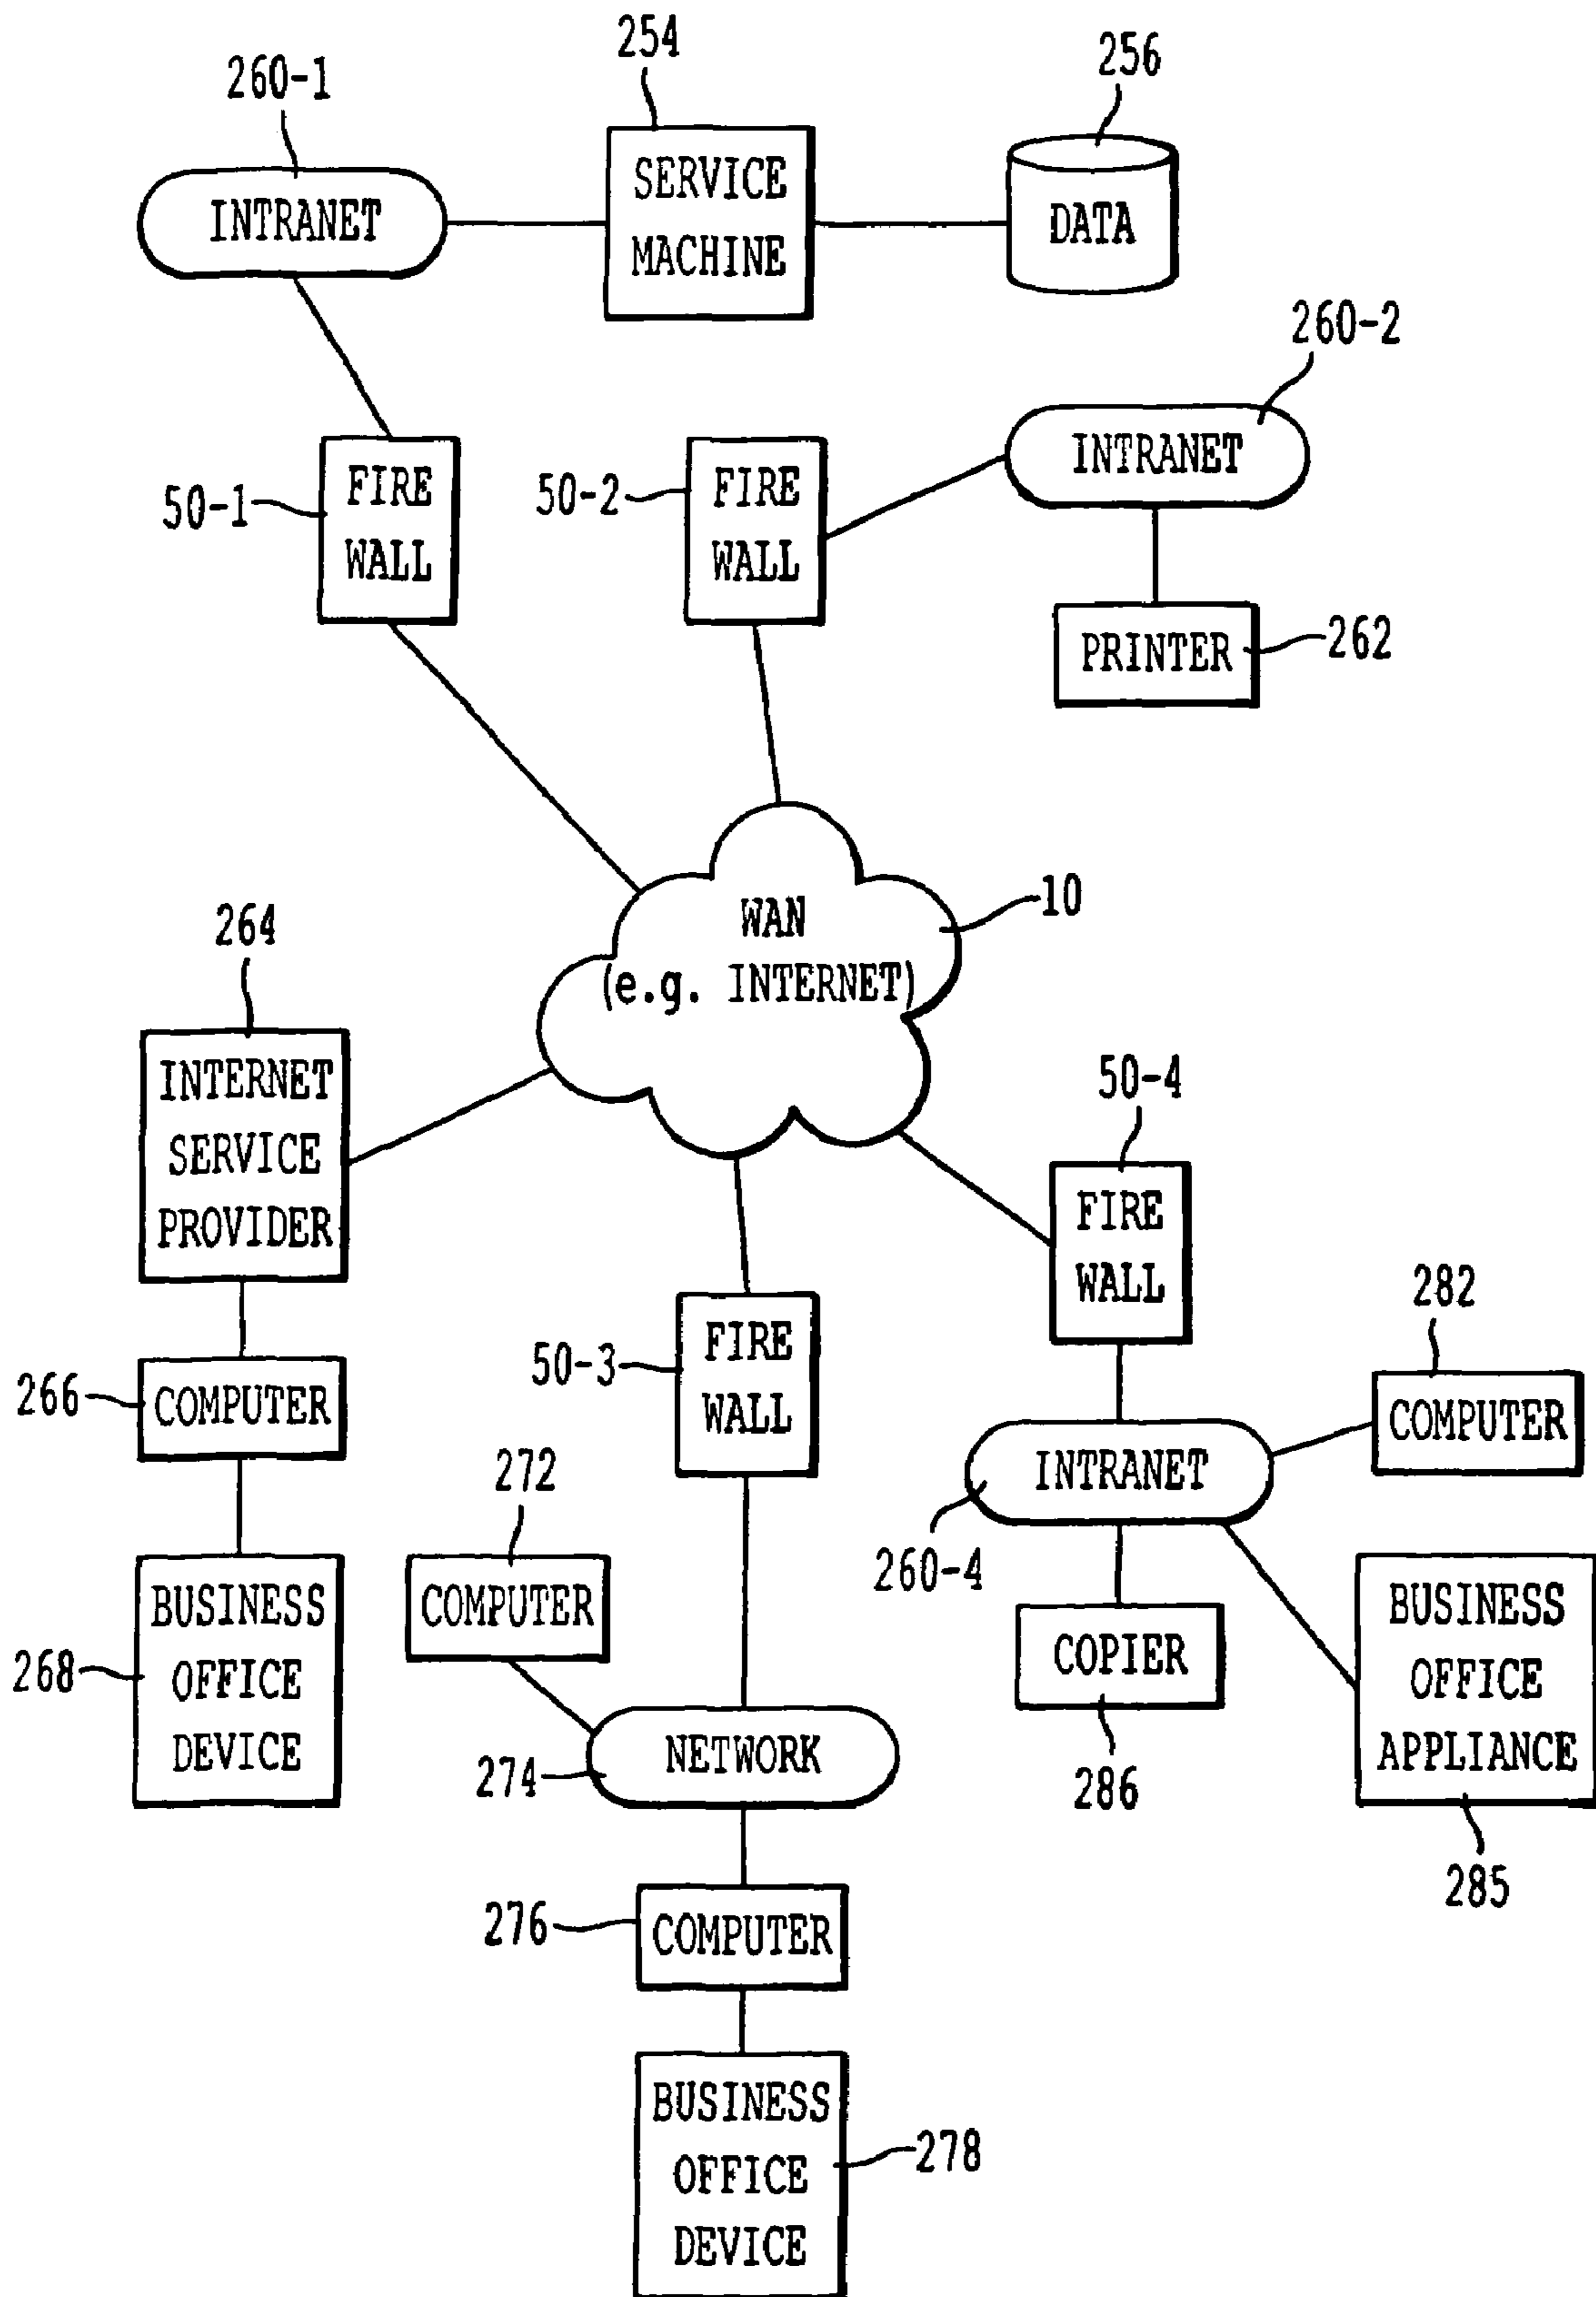 254
256
260-1
SERVICE
MACHINE
INTRANET
DATA
260-2
INTRANET
50-1
FIRE
WALL
50-2
FIRE
WALL
PRINTER
262
10
WAN
(e.g. INTERNET)
264
INTERNET
SERVICE
PROVIDER
50-4
FIRE
WALL
282
COMPUTER
50-3
FIRE
WALL
266
COMPUTER
INTRANET
260-4
272
COMPUTER
BUSINESS
OFFICE
DEVICE
268
COPIER
286
BUSINESS
OFFICE
APPLIANCE
285
NETWORK
274
276
COMPUTER
BUSINESS
OFFICE
DEVICE
278